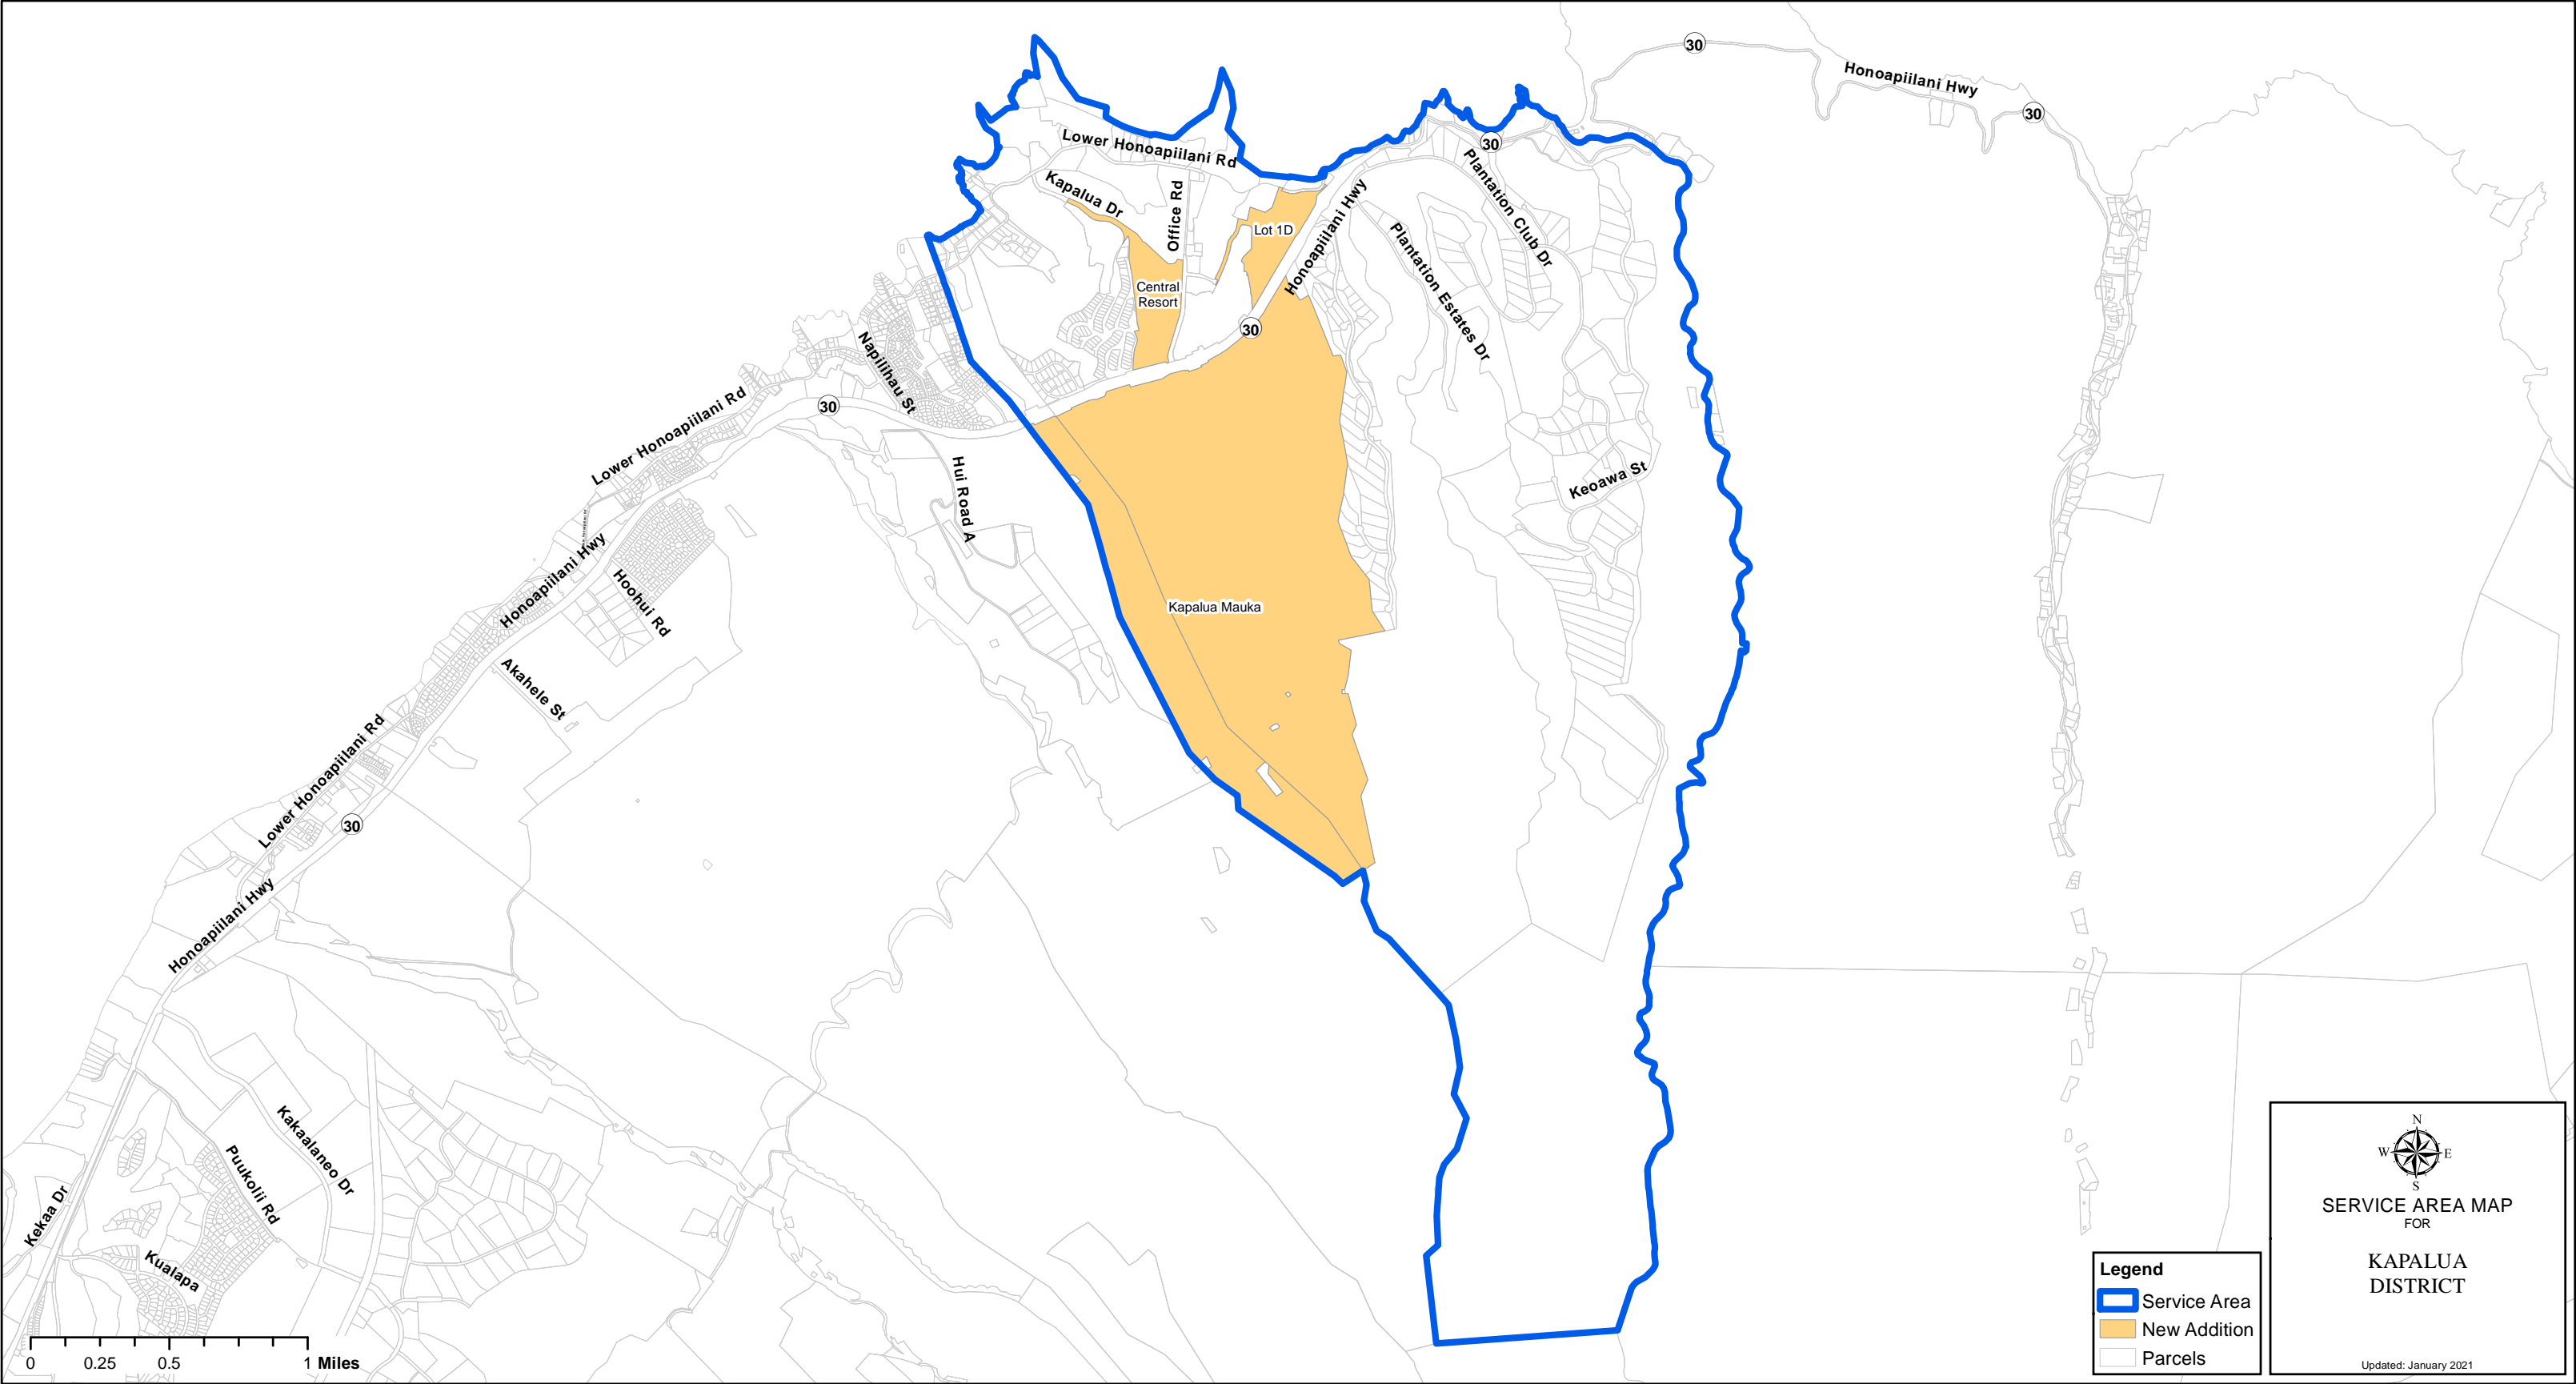 30
Honoapiilani Hwy
30
30
Lower Honoapiilani Rd
Kapalua Dr
Office Rd
Plantation Club Dr
Lot 1D
Honoapiilani Hwy
Plantation Estates Dr
Central
Resort
30
Napilihau St
Lower Honoapiilani Rd
30
Hui Road A
Keoawa St
Honoapiilani Hwy
Hoohui Rd
Kapalua Mauka
Akahele St
Lower Honoapiilani Rd
30
Honoapiilani Hwy
Kakaalaneo Dr
Puukolii Rd
Kekaa Dr
Kualapa
0 0.25 0.5 1 Miles
Legend
Service Area
New Addition
Parcels
N
W E
S
SERVICE AREA MAP
FOR
KAPALUA
DISTRICT
Updated: January 2021